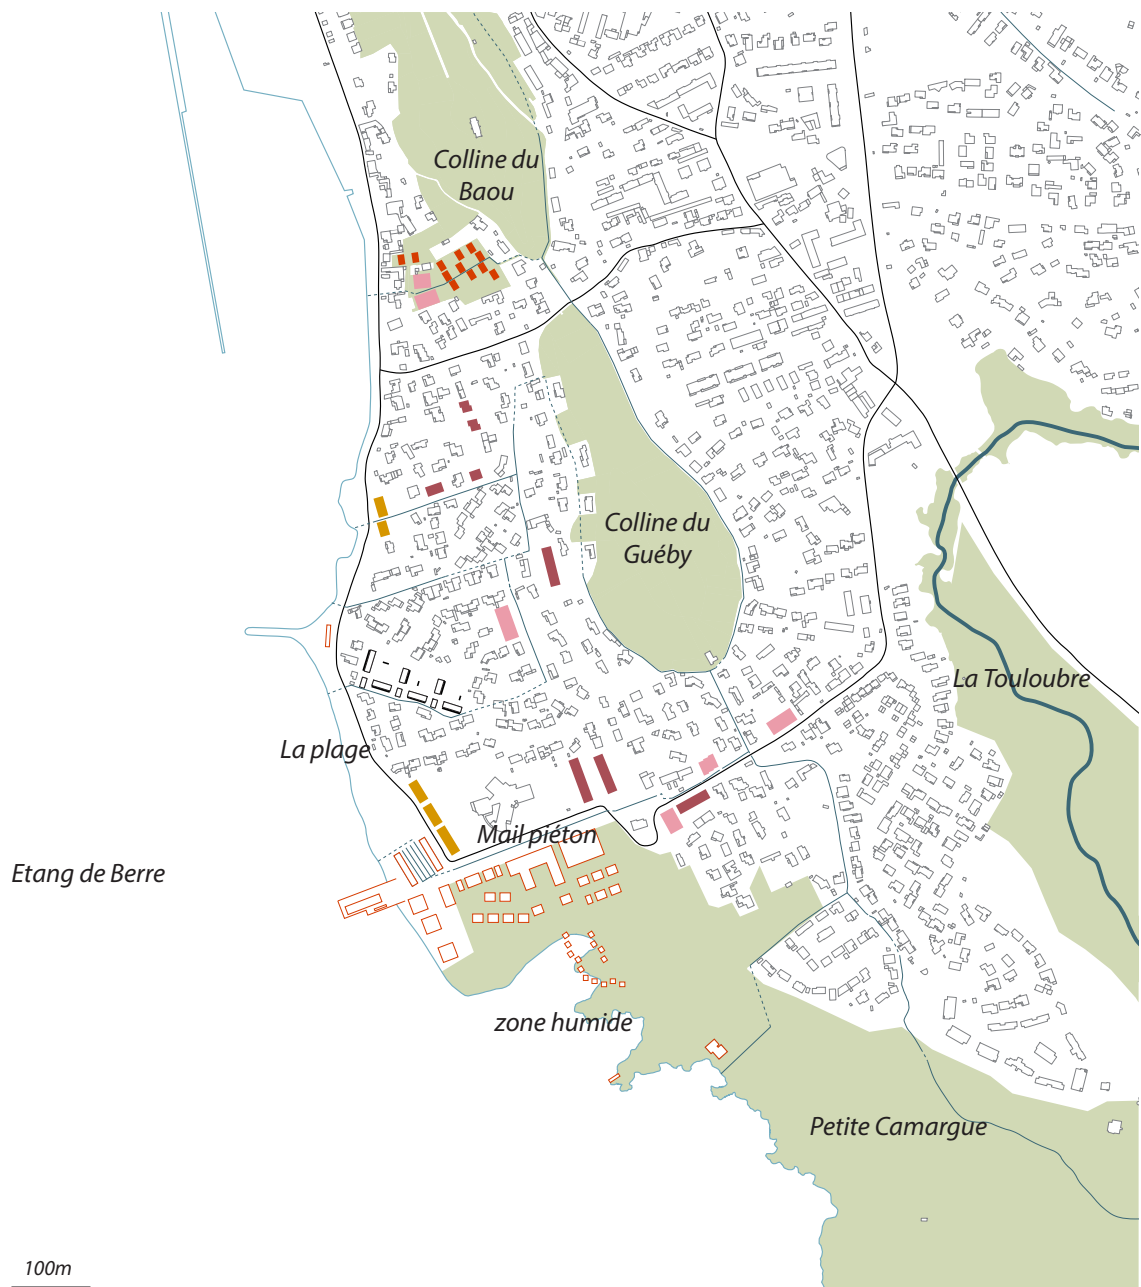 Colline du
Baou
Colline du
Guéby
La Touloubre
La plage
Mail piéton
Etang de Berre
zone humide
Petite Camargue
100m